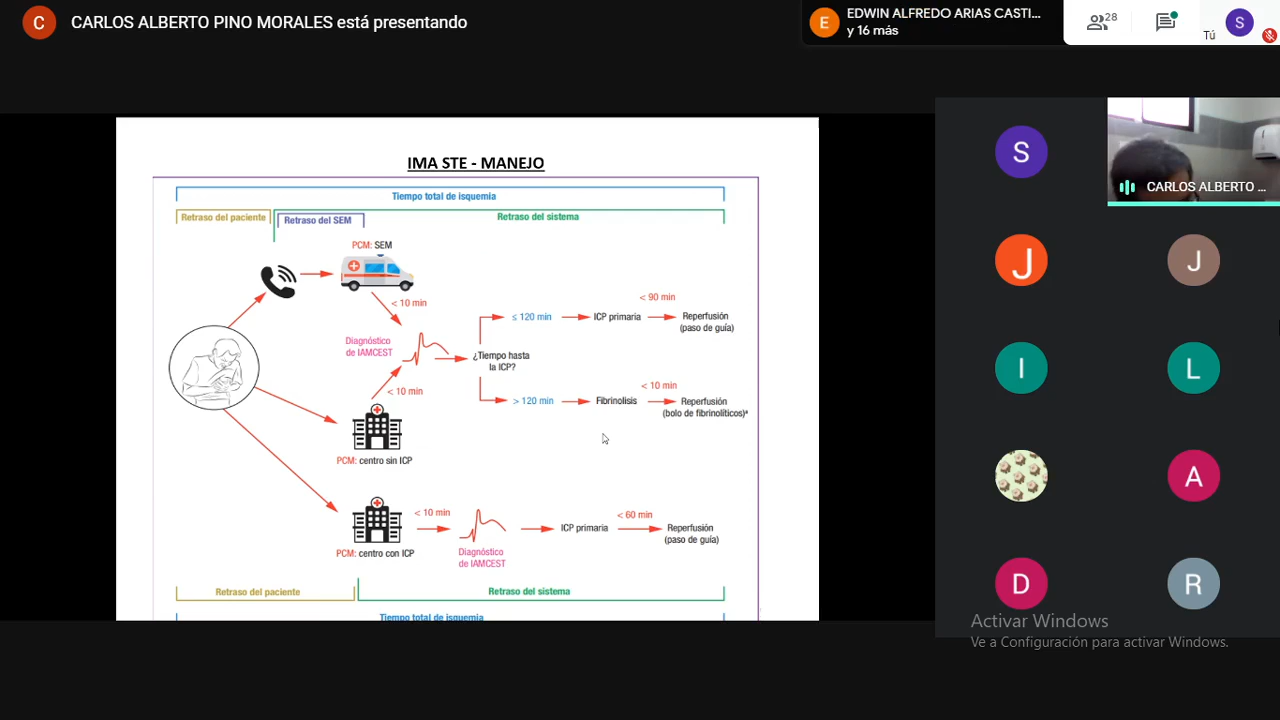 C
CARLOS ALBERTO PINO MORALES está presentando
E
EDWIN ALFREDO ARIAS CASTI...
y 16 más
28
Tú
S
IMA STE - MANEJO
Tiempo total de isquemia
Retraso del paciente
Retraso del SEM
Retraso del sistema
PCM: SEM
< 10 min
Diagnóstico
de IAMCEST
< 10 min
¿Tiempo hasta
la ICP?
≤ 120 min
ICP primaria
< 90 min
Reperfusión
(paso de guía)
> 120 min
Fibrinolisis
< 10 min
Reperfusión
(bolo de fibrinolíticos)ª
PCM: centro sin ICP
PCM: centro con ICP
< 10 min
Diagnóstico
de IAMCEST
ICP primaria
< 60 min
Reperfusión
(paso de guía)
Retraso del paciente
Retraso del sistema
Tiempo total de isquemia
S
CARLOS ALBERTO ...
J
J
I
L
A
D
R
Activar Windows
Ve a Configuración para activar Windows.